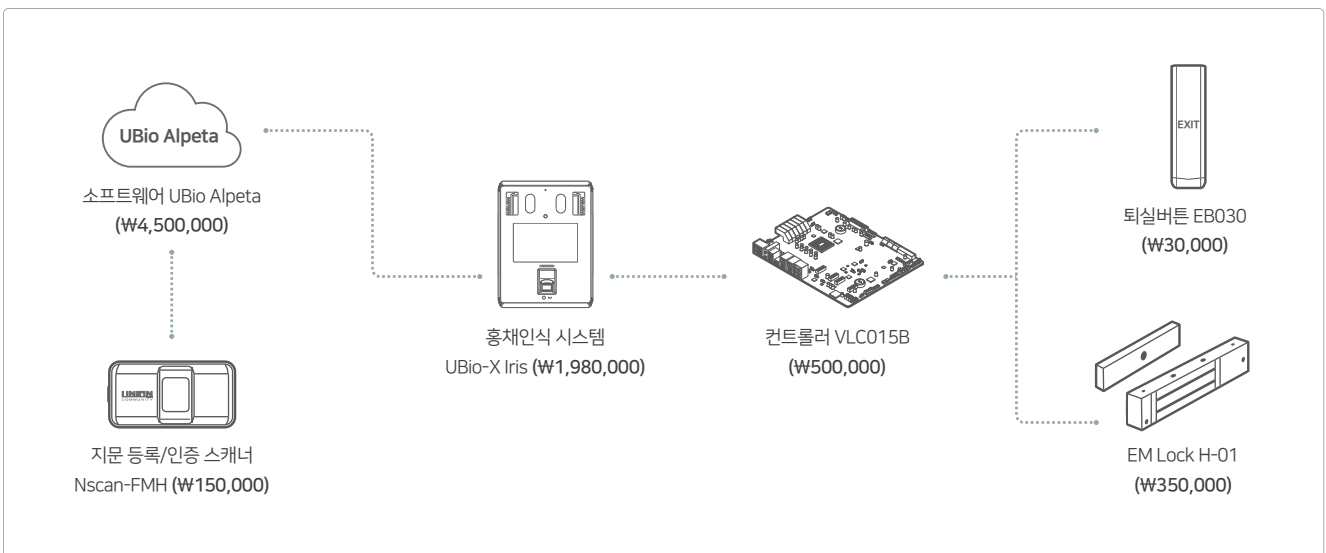 UBio Alpeta
소프트웨어 UBio Alpeta
(₩4,500,000)
UNION
COMMUNITY
지문 등록/인증 스캐너
Nscan-FMH (₩150,000)
홍채인식 시스템
UBio-X Iris (₩1,980,000)
컨트롤러 VLC015B
(₩500,000)
EXIT
퇴실버튼 EB030
(₩30,000)
EM Lock H-01
(₩350,000)